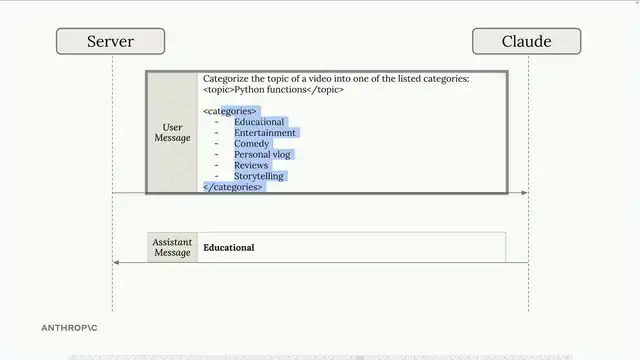 Server
Claude
User
Message
Categorize the topic of a video into one of the listed categories:
<topic>Python functions</topic>
<categories>
- Educational
- Entertainment
- Comedy
- Personal vlog
- Reviews
- Storytelling
</categories>
Assistant
Message
Educational
ANTHROP\C